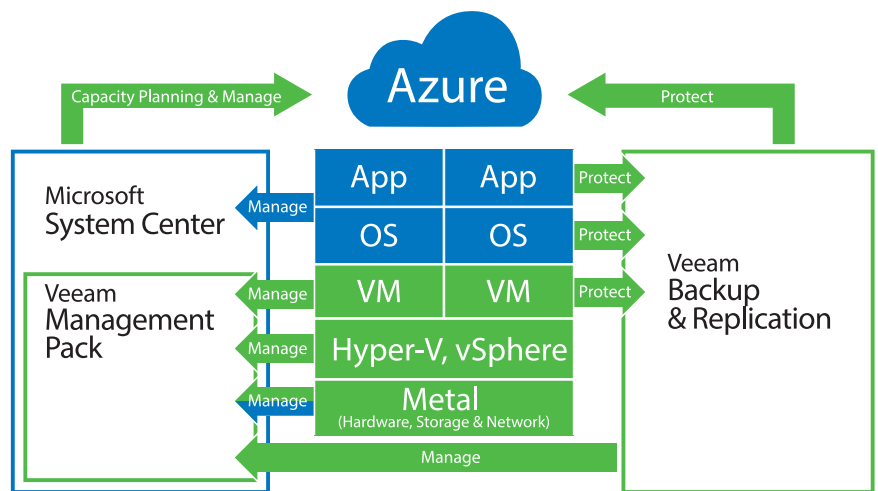 Azure
Capacity Planning & Manage
Protect
Microsoft
System Center
Manage
App
App
Protect
OS
OS
Protect
Veeam
Management
Pack
Manage
VM
VM
Protect
Manage
Hyper-V, vSphere
Manage
Metal
(Hardware, Storage & Network)
Manage
Veeam
Backup
& Replication